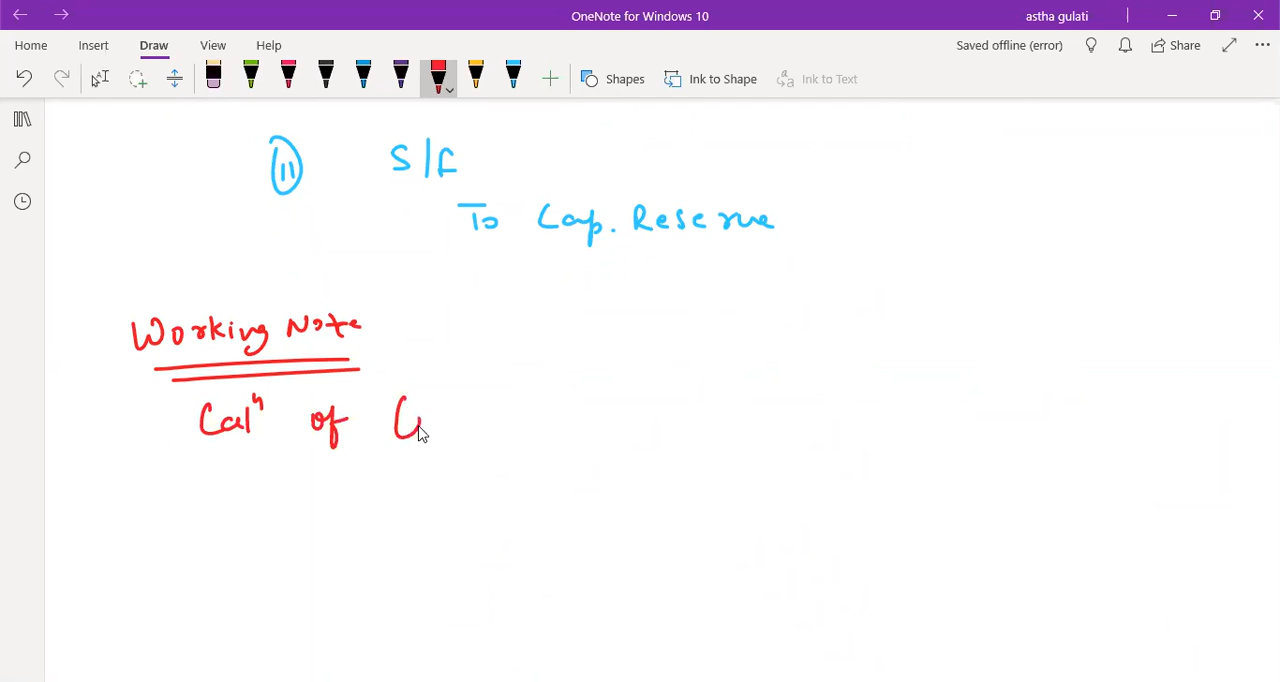 OneNote for Windows 10
astha gulati
Home Insert Draw View Help
Saved offline (error)
Share
Shapes
Ink to Shape
Ink to Text
(11) S/F
To Cap. Reserve
Working Note
Calⁿ of C